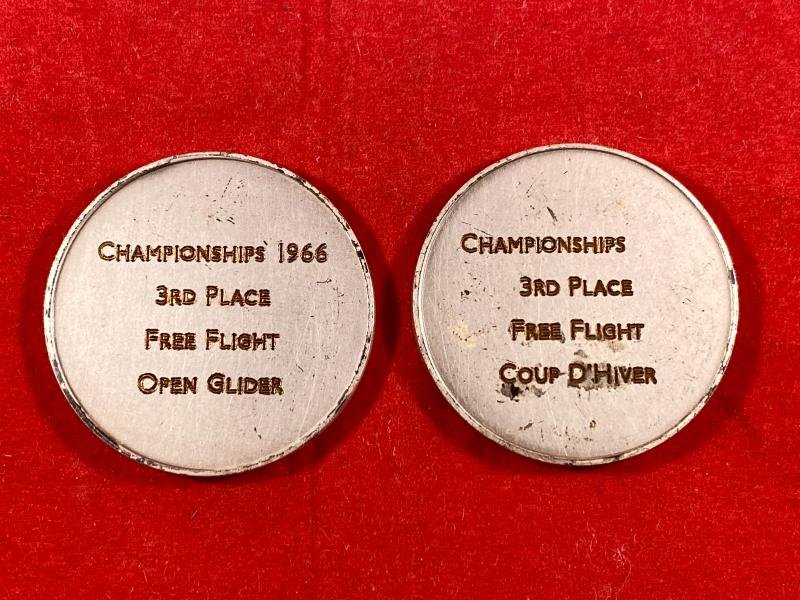 Championships 1966
3rd Place
Free Flight
Open Glider
Championships
3rd Place
Free Flight
Coup D'Hiver